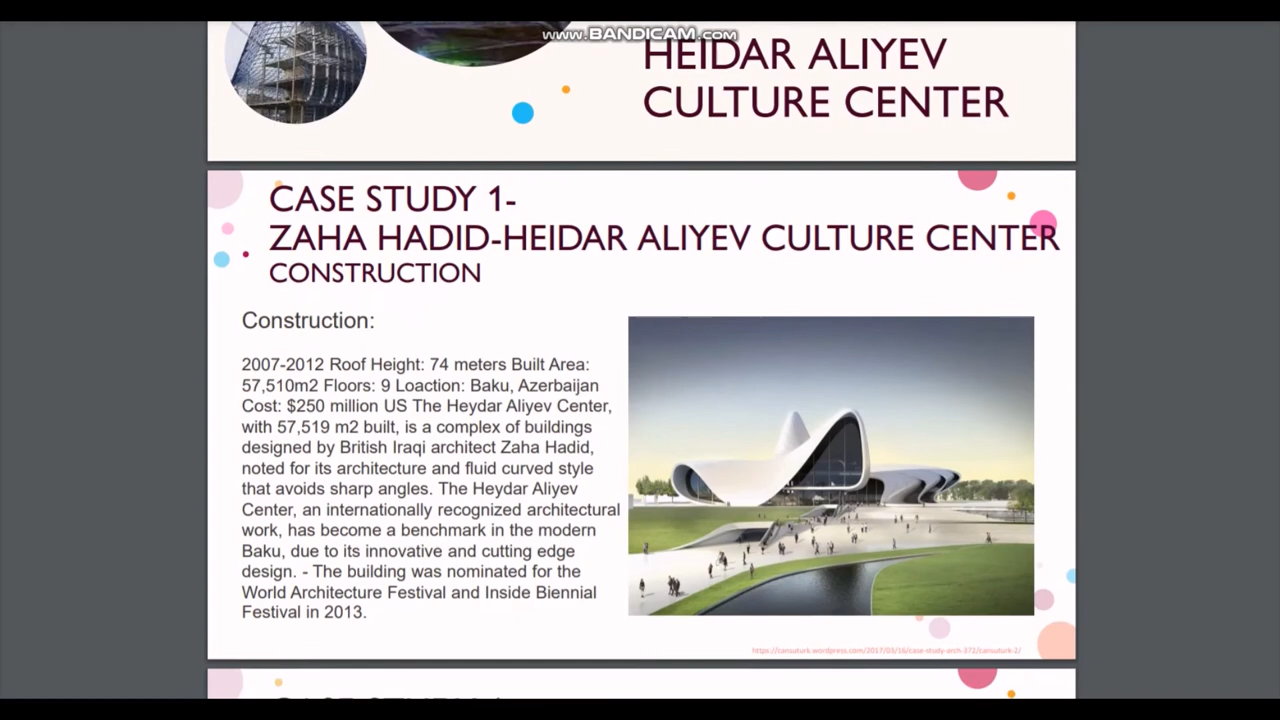 www.BANDICAM.com
HEIDAR ALIYEV
CULTURE CENTER
CASE STUDY 1-
ZAHA HADID-HEIDAR ALIYEV CULTURE CENTER
CONSTRUCTION
Construction:
2007-2012 Roof Height: 74 meters Built Area:
57,510m2 Floors: 9 Loaction: Baku, Azerbaijan
Cost: $250 million US The Heydar Aliyev Center,
with 57,519 m2 built, is a complex of buildings
designed by British Iraqi architect Zaha Hadid,
noted for its architecture and fluid curved style
that avoids sharp angles. The Heydar Aliyev
Center, an internationally recognized architectural
work, has become a benchmark in the modern
Baku, due to its innovative and cutting edge
design. - The building was nominated for the
World Architecture Festival and Inside Biennial
Festival in 2013.
https://cansuturk.wordpress.com/2017/03/16/case-study-arch-372/cansuturk-2/